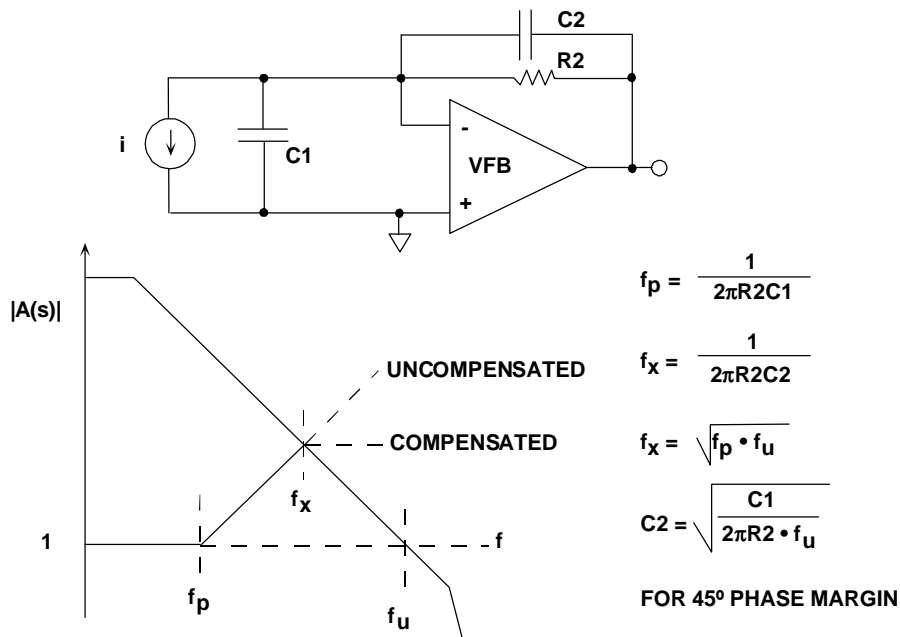 C2
R2
i
C1
-
VFB
+
|A(s)|
UNCOMPENSATED
COMPENSATED
fx
1
f
fp
fu
fp = 1 / 2πR2C1
fx = 1 / 2πR2C2
fx = √fp • fu
C2 = √C1 / 2πR2 • fu
FOR 45º PHASE MARGIN